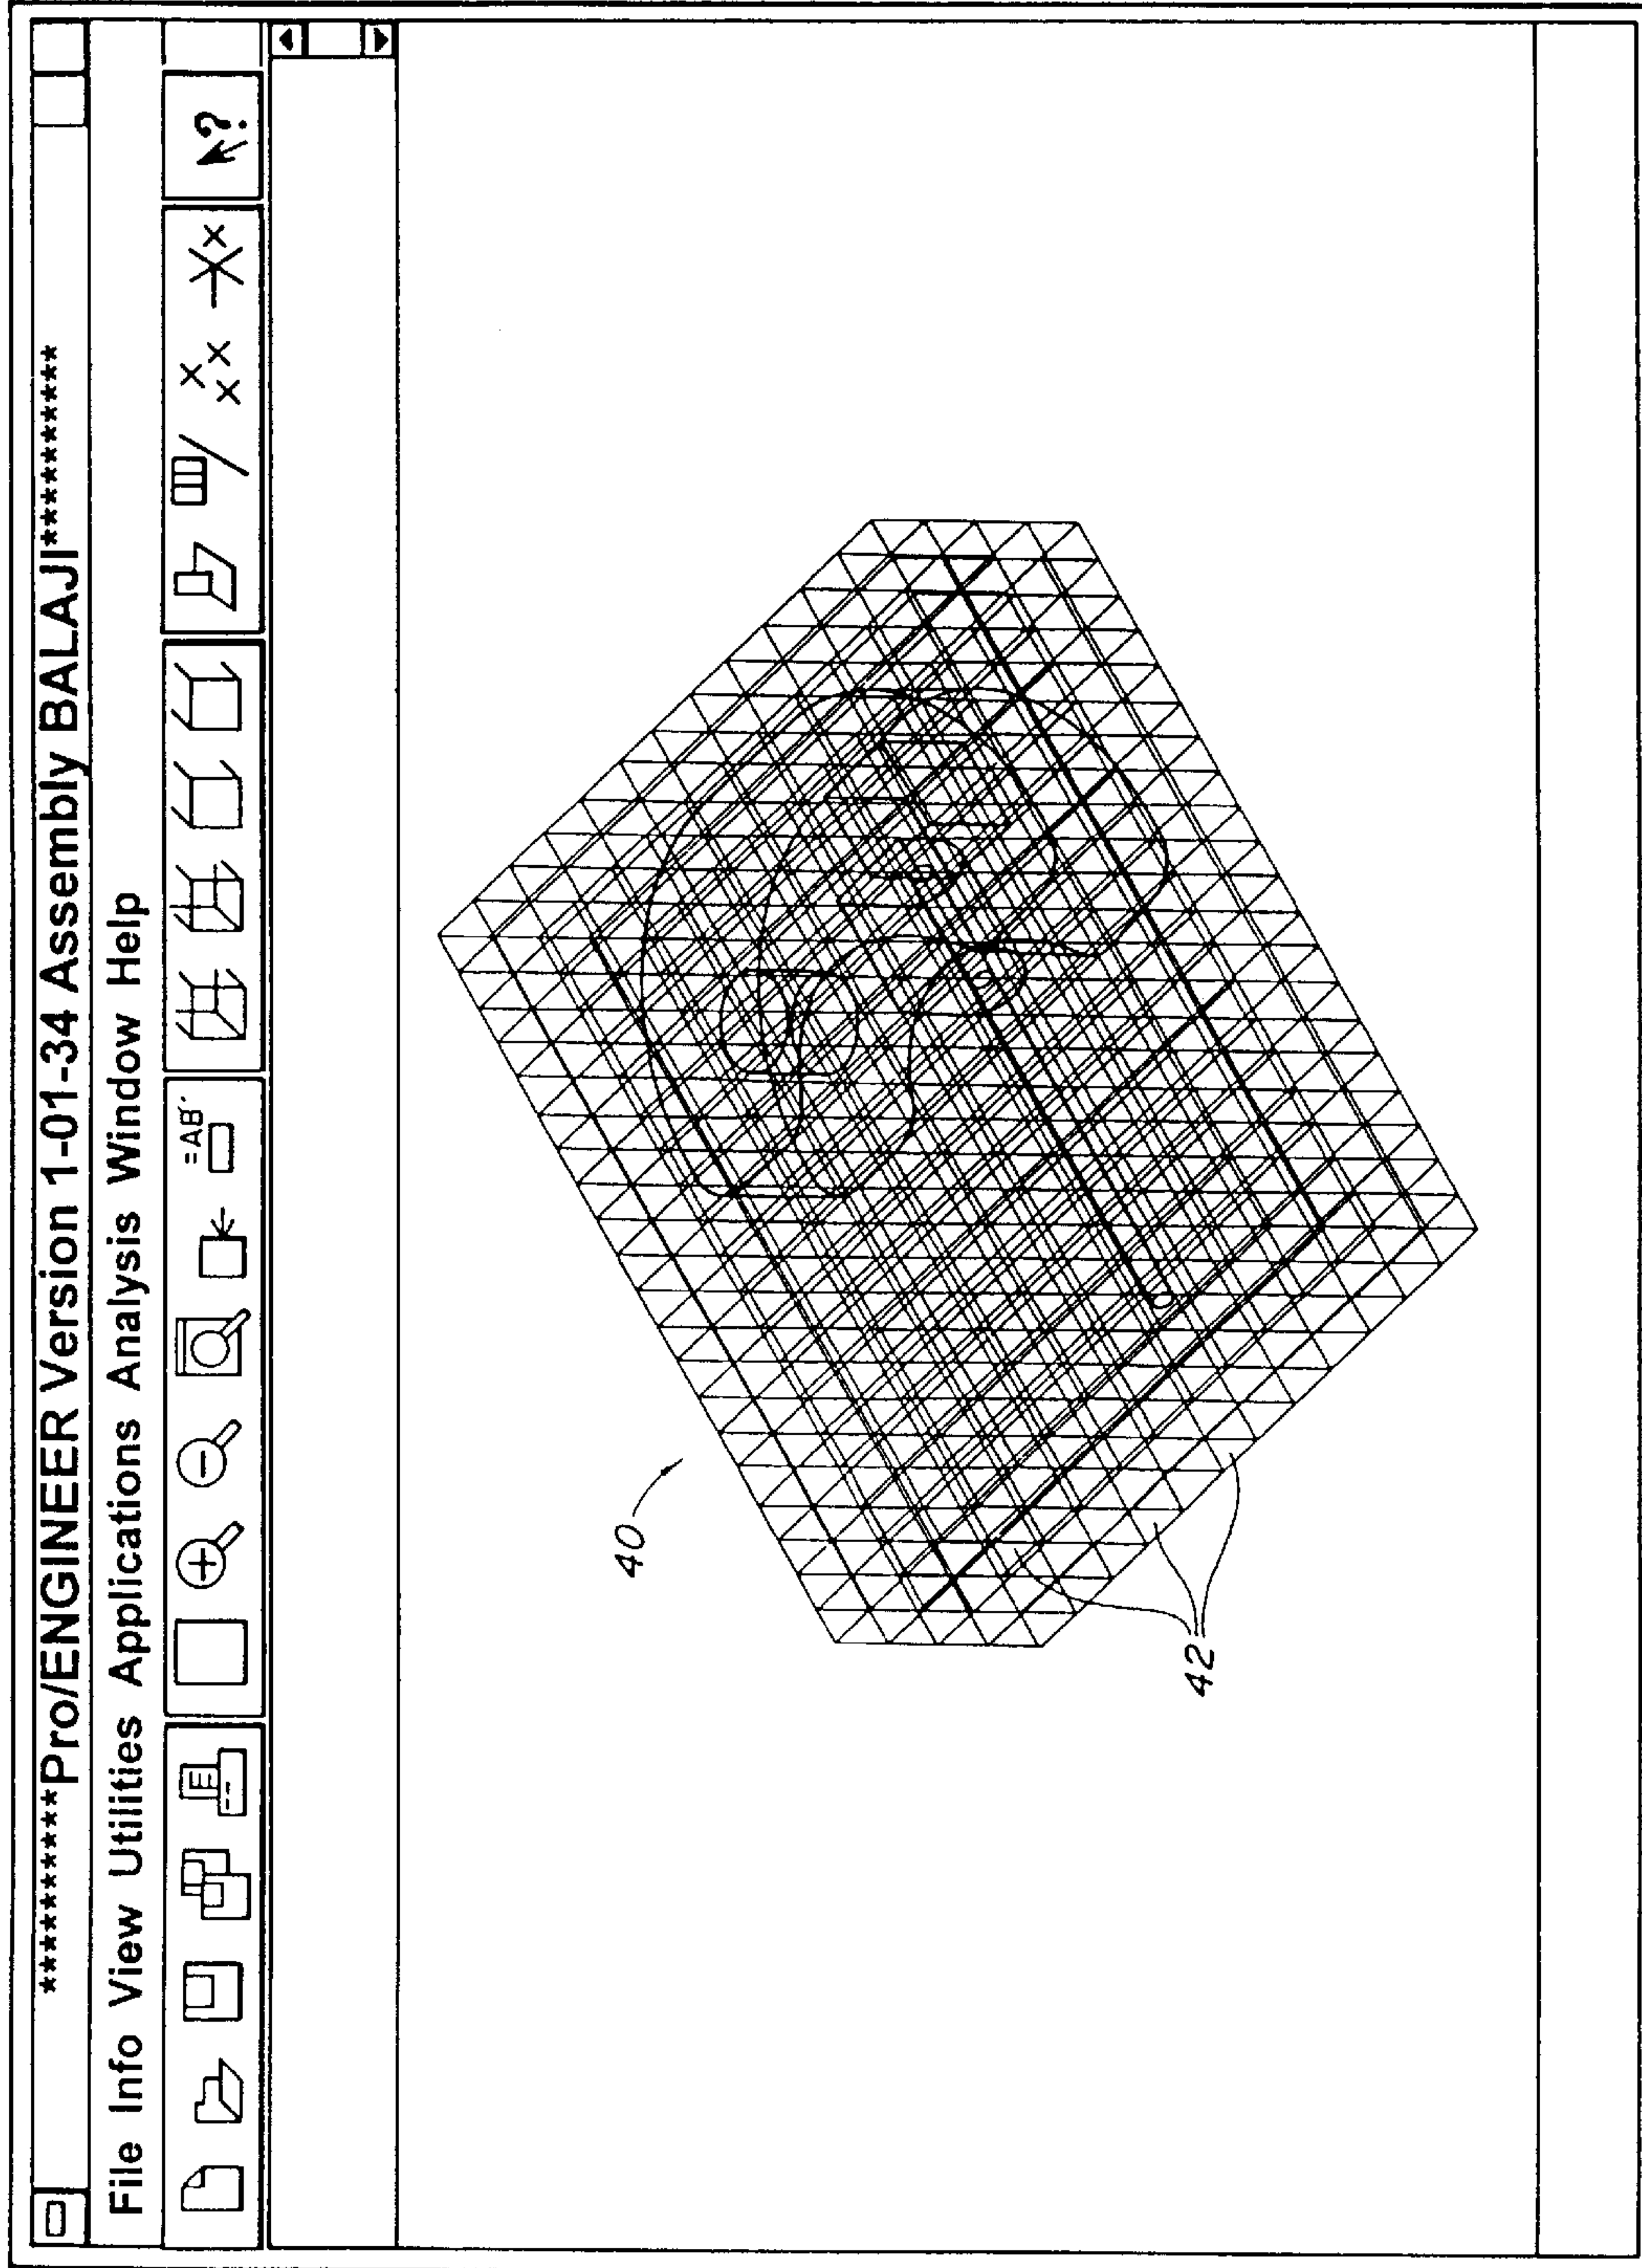 *********Pro/ENGINEER Version 1-01-34 Assembly BALAJI*********
File Info View Utilities Applications Analysis Window Help
=AB'
?
40
42